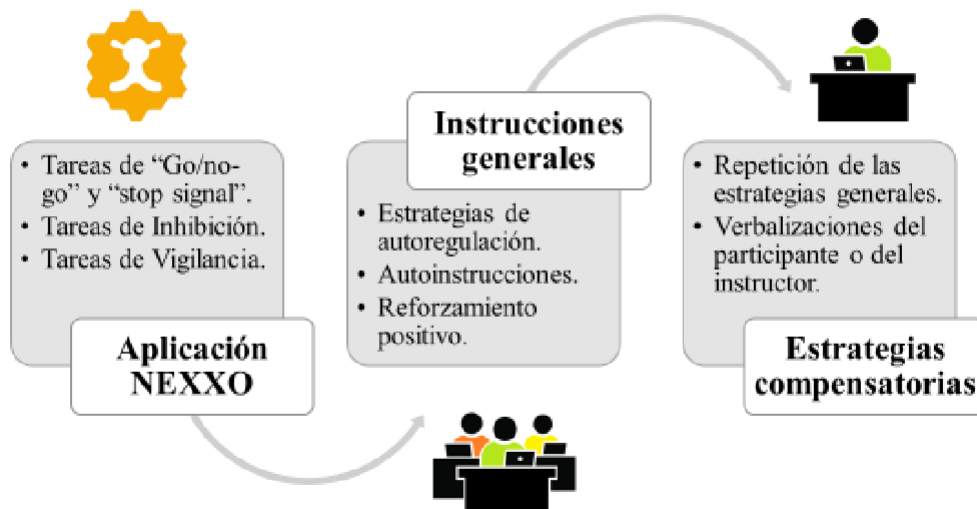 • Tareas de “Go/no-
go” y “stop signal”.
• Tareas de Inhibición.
• Tareas de Vigilancia.
Aplicación
NEXXO
Instrucciones
generales
• Estrategias de
autoregulación.
• Autoinstrucciones.
• Reforzamiento
positivo.
• Repetición de las
estrategias generales.
• Verbalizaciones del
participante o del
instructor.
Estrategias
compensatorias